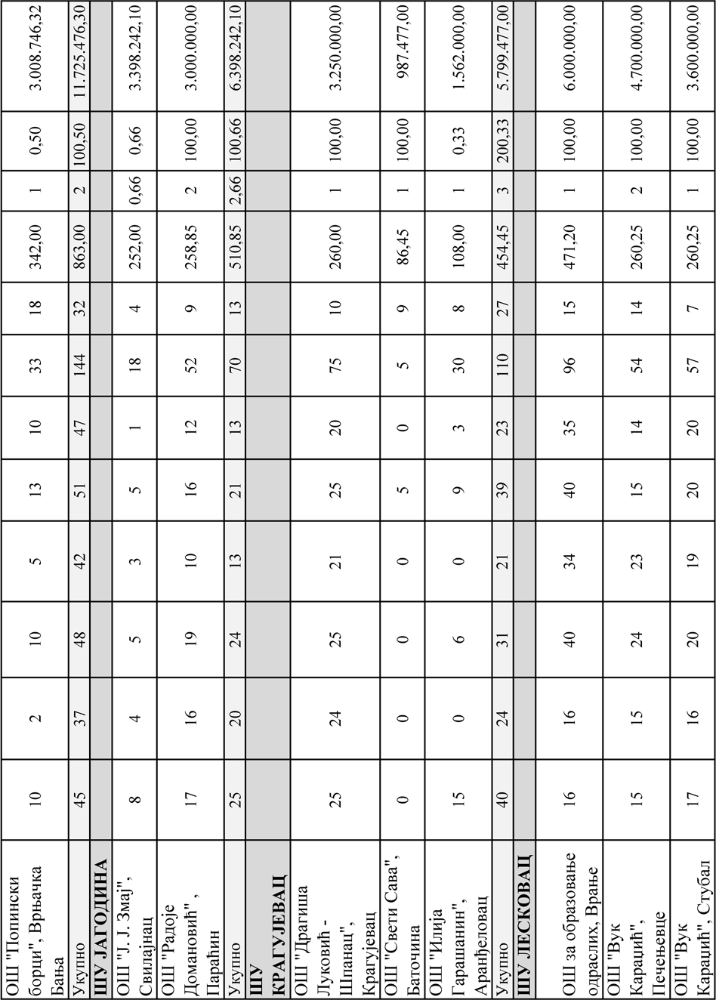 ОШ "Попински
борци", Врњачка
Бања
10 2 10 5 13 10 33 18 342,00 1 0,50 3.008.746,32
Укупно 45 37 48 42 51 47 144 32 863,00 2 100,50 11.725.476,30
ШУ ЈАГОДИНА
ОШ "Ј. Ј. Змај",
Свилајнац
8 4 5 3 5 1 18 4 252,00 0,66 0,66 3.398.242,10
ОШ "Радоје
Домановић" ,
Параћин
17 16 19 10 16 12 52 9 258,85 2 100,00 3.000.000,00
Укупно 25 20 24 13 21 13 70 13 510,85 2,66 100,66 6.398.242,10
ШУ
КРАГУЈЕВАЦ
ОШ "Драгиша
Луковић -
Шпанац",
Крагујевац
25 24 25 21 25 20 75 10 260,00 1 100,00 3.250.000,00
ОШ "Свети Сава",
Баточина
0 0 0 0 5 0 5 9 86,45 1 100,00 987.477,00
ОШ "Илија
Гарашанин",
Аранђеловац
15 0 6 0 9 3 30 8 108,00 1 0,33 1.562.000,00
Укупно 40 24 31 21 39 23 110 27 454,45 3 200,33 5.799.477,00
ШУ ЛЕСКОВАЦ
ОШ за образовање
одраслих, Врање
16 16 40 34 40 35 96 15 471,20 1 100,00 6.000.000,00
ОШ "Вук
Караџић",
Печењевце
15 15 24 23 15 14 54 14 260,25 2 100,00 4.700.000,00
ОШ "Вук
Караџић", Стубал
17 16 20 19 20 20 57 7 260,25 1 100,00 3.600.000,00